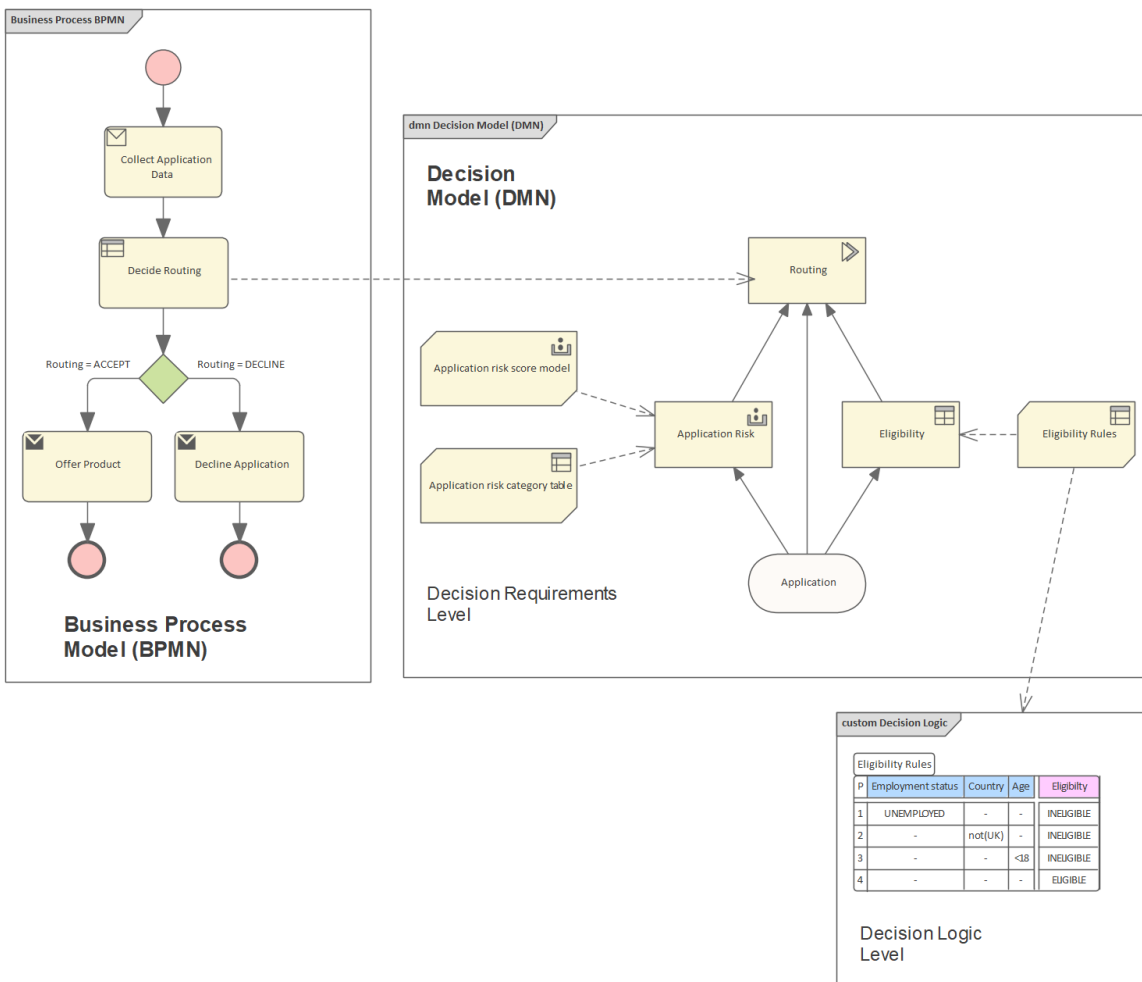 Business Process BPMN
Collect Application
Data
Decide Routing
Routing = ACCEPT
Routing = DECLINE
Offer Product
Decline Application
Business Process
Model (BPMN)
dmn Decision Model (DMN)
Decision
Model (DMN)
Routing
Application risk score model
Application Risk
Eligibility
Eligibility Rules
Application risk category table
Application
Decision Requirements
Level
custom Decision Logic
Eligibility Rules
P Employment status Country Age Eligibilty
1 UNEMPLOYED - - INELIGIBLE
2 - not(UK) - INELIGIBLE
3 - - <18 INELIGIBLE
4 - - - ELIGIBLE
Decision Logic
Level